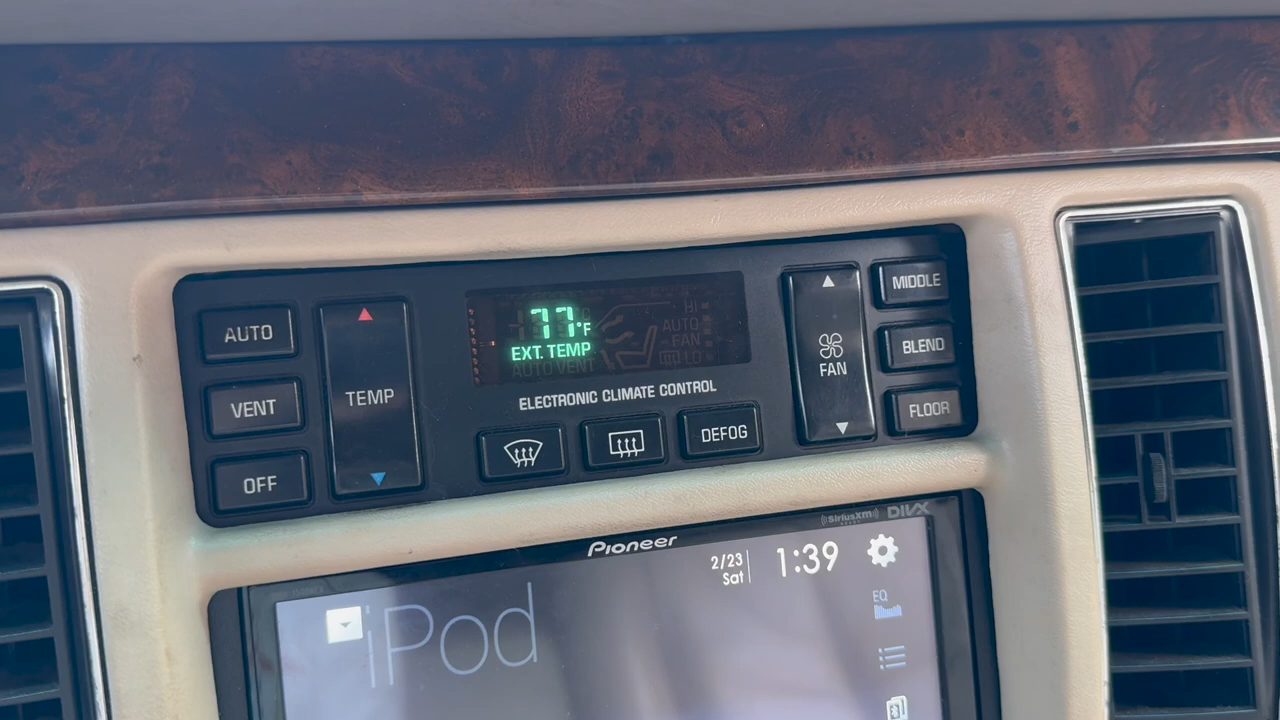 AUTO
VENT
OFF
TEMP
77°F
EXT. TEMP
AUTO VENT
HI
AUTO
FAN
LO
ELECTRONIC CLIMATE CONTROL
DEFOG
FAN
MIDDLE
BLEND
FLOOR
Pioneer
SiriusXM
DIVX
2/23
Sat
1:39
iPod
EQ